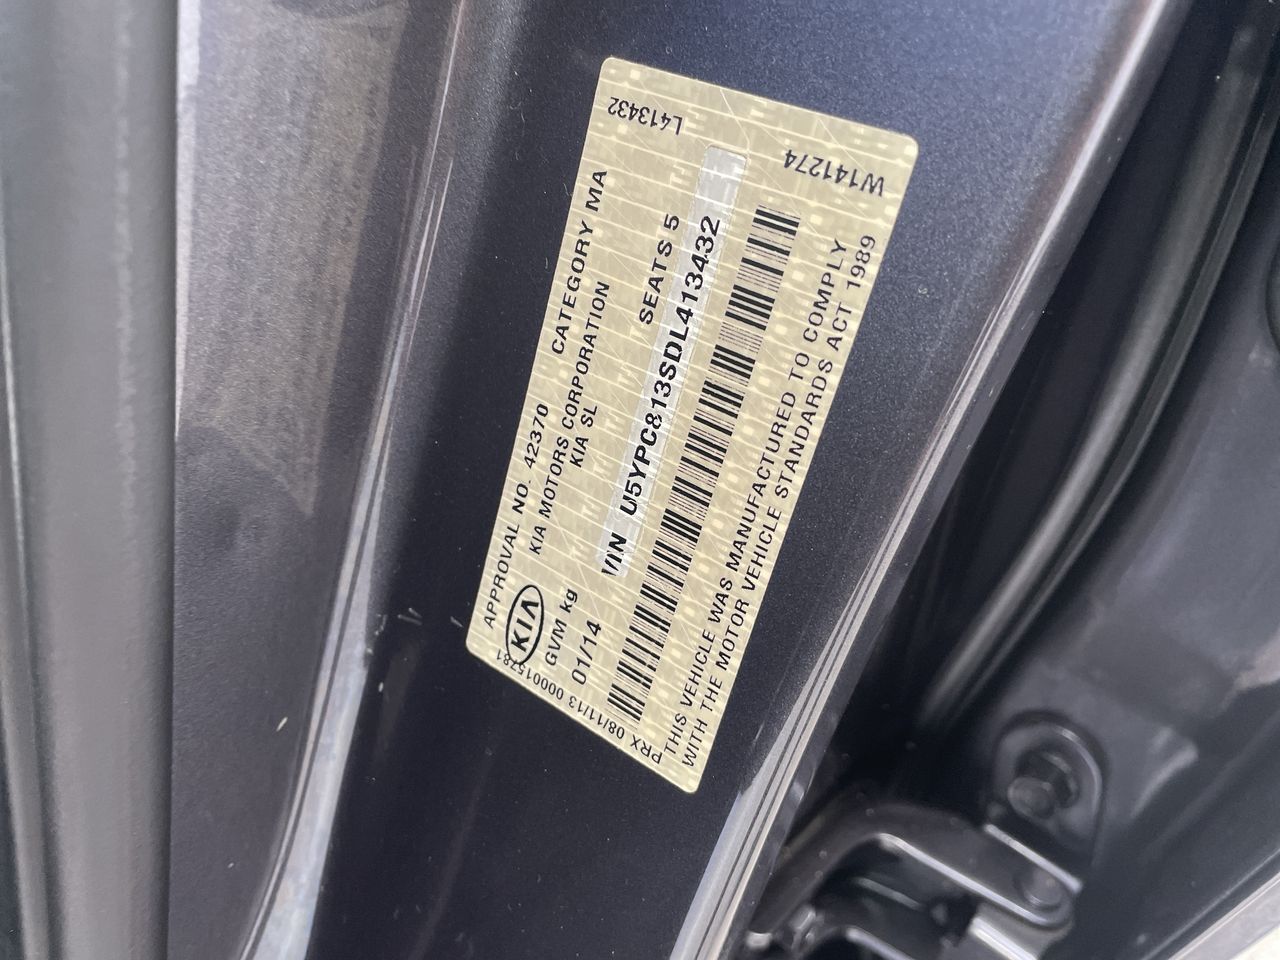 L413432
W141274
APPROVAL NO. 42370 CATEGORY MA
KIA MOTORS CORPORATION
KIA SL
KIA
GVM kg SEATS 5
01/14 VIN U5YPC813SDL413432
THIS VEHICLE WAS MANUFACTURED TO COMPLY
WITH THE MOTOR VEHICLE STANDARDS ACT 1989
PRX 08/11/13 0000015781